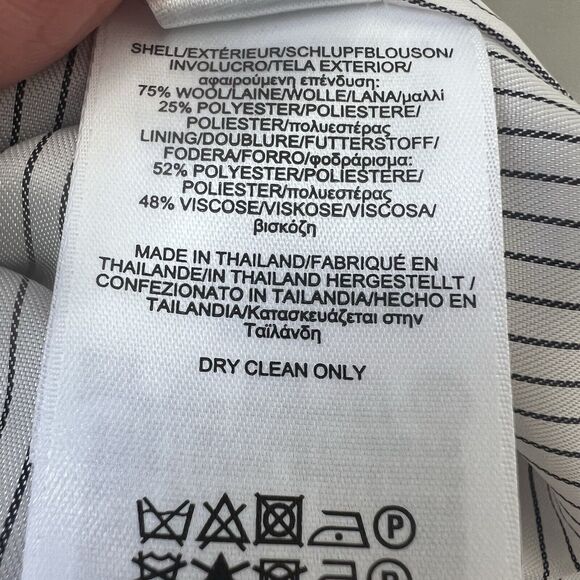 SHELL/EXTÉRIEUR/SCHLUPFBLOUSON/
INVOLUCRO/TELA EXTERIOR/
αφαιρούμενη επένδυση:
75% WOOL/LAINE/WOLLE/LANA/μαλλί
25% POLYESTER/POLIESTERE/
POLIESTER/πολυεστέρας
LINING/DOUBLURE/FUTTERSTOFF/
FODERA/FORRO/φοδράρισμα:
52% POLYESTER/POLIESTERE/
POLIESTER/πολυεστέρας
48% VISCOSE/VISKOSE/VISCOSA/
βισκόζη
MADE IN THAILAND/FABRIQUÉ EN
THAILANDE/IN THAILAND HERGESTELLT /
CONFEZIONATO IN TAILANDIA/HECHO EN
TAILANDIA/Κατασκευάζεται στην
Ταϊλάνδη
DRY CLEAN ONLY
P